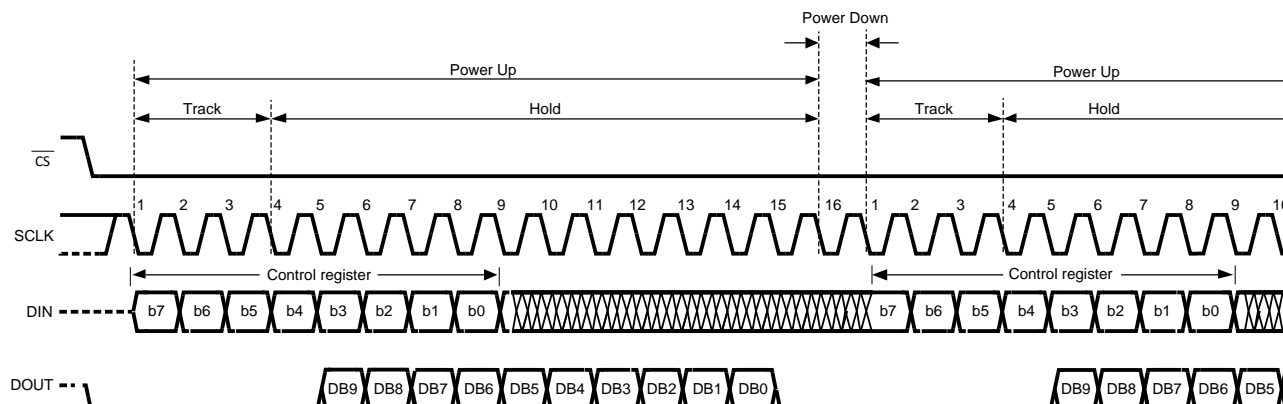 Power Down
Power Up
Power Up
Track
Hold
Track
Hold
CS
1 2 3 4 5 6 7 8 9 10 11 12 13 14 15 16 1 2 3 4 5 6 7 8 9 10
SCLK
Control register
Control register
DIN
b7 b6 b5 b4 b3 b2 b1 b0 b7 b6 b5 b4 b3 b2 b1 b0
DOUT
DB9 DB8 DB7 DB6 DB5 DB4 DB3 DB2 DB1 DB0 DB9 DB8 DB7 DB6 DB5